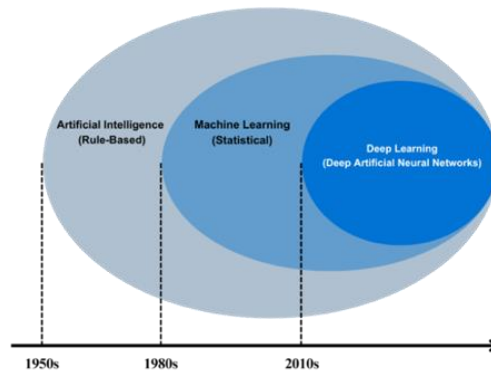 Artificial Intelligence
(Rule-Based)
Machine Learning
(Statistical)
Deep Learning
(Deep Artificial Neural Networks)
1950s
1980s
2010s